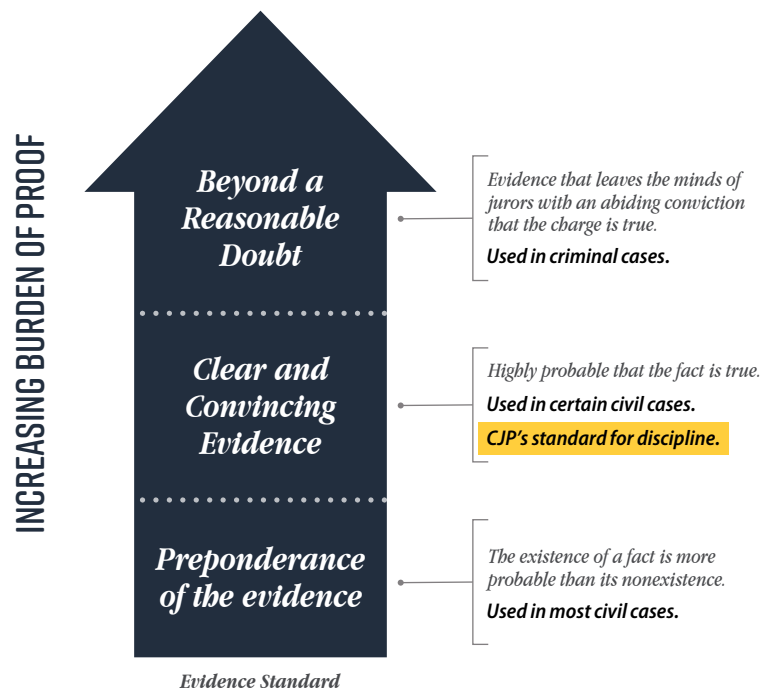 INCREASING BURDEN OF PROOF
Beyond a
Reasonable
Doubt
Evidence that leaves the minds of
jurors with an abiding conviction
that the charge is true.
Used in criminal cases.
Clear and
Convincing
Evidence
Highly probable that the fact is true.
Used in certain civil cases.
CJP's standard for discipline.
Preponderance
of the evidence
The existence of a fact is more
probable than its nonexistence.
Used in most civil cases.
Evidence Standard